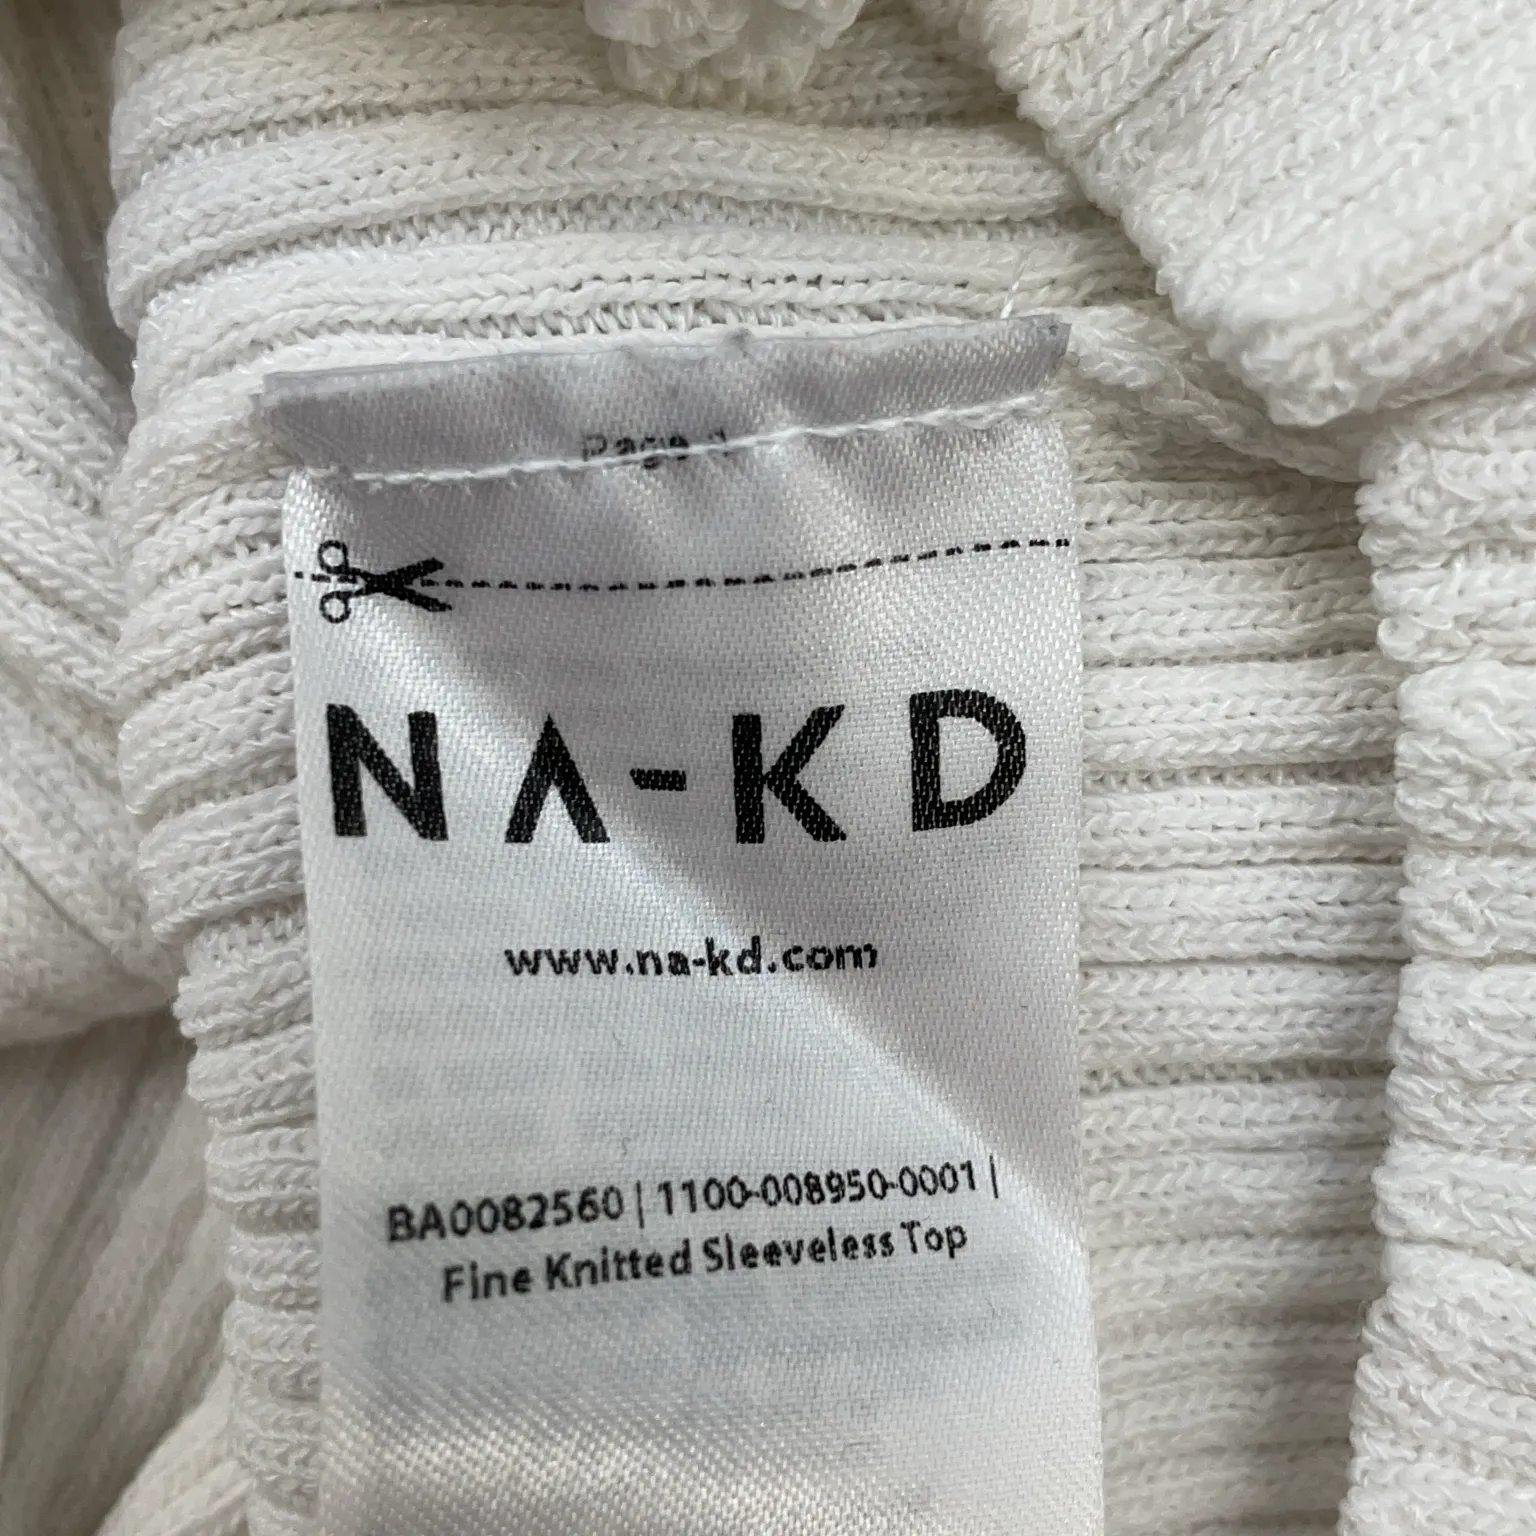 Page 1
NA-KD
www.na-kd.com
BA0082560 | 1100-008950-0001 |
Fine Knitted Sleeveless Top